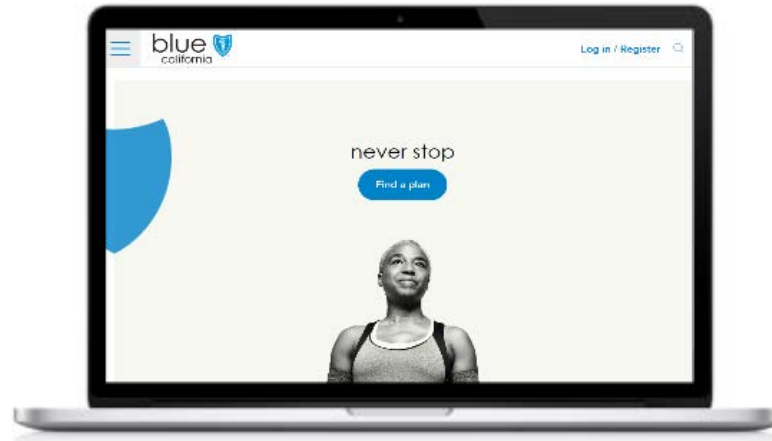 blue
california
Log in / Register
never stop
Find a plan